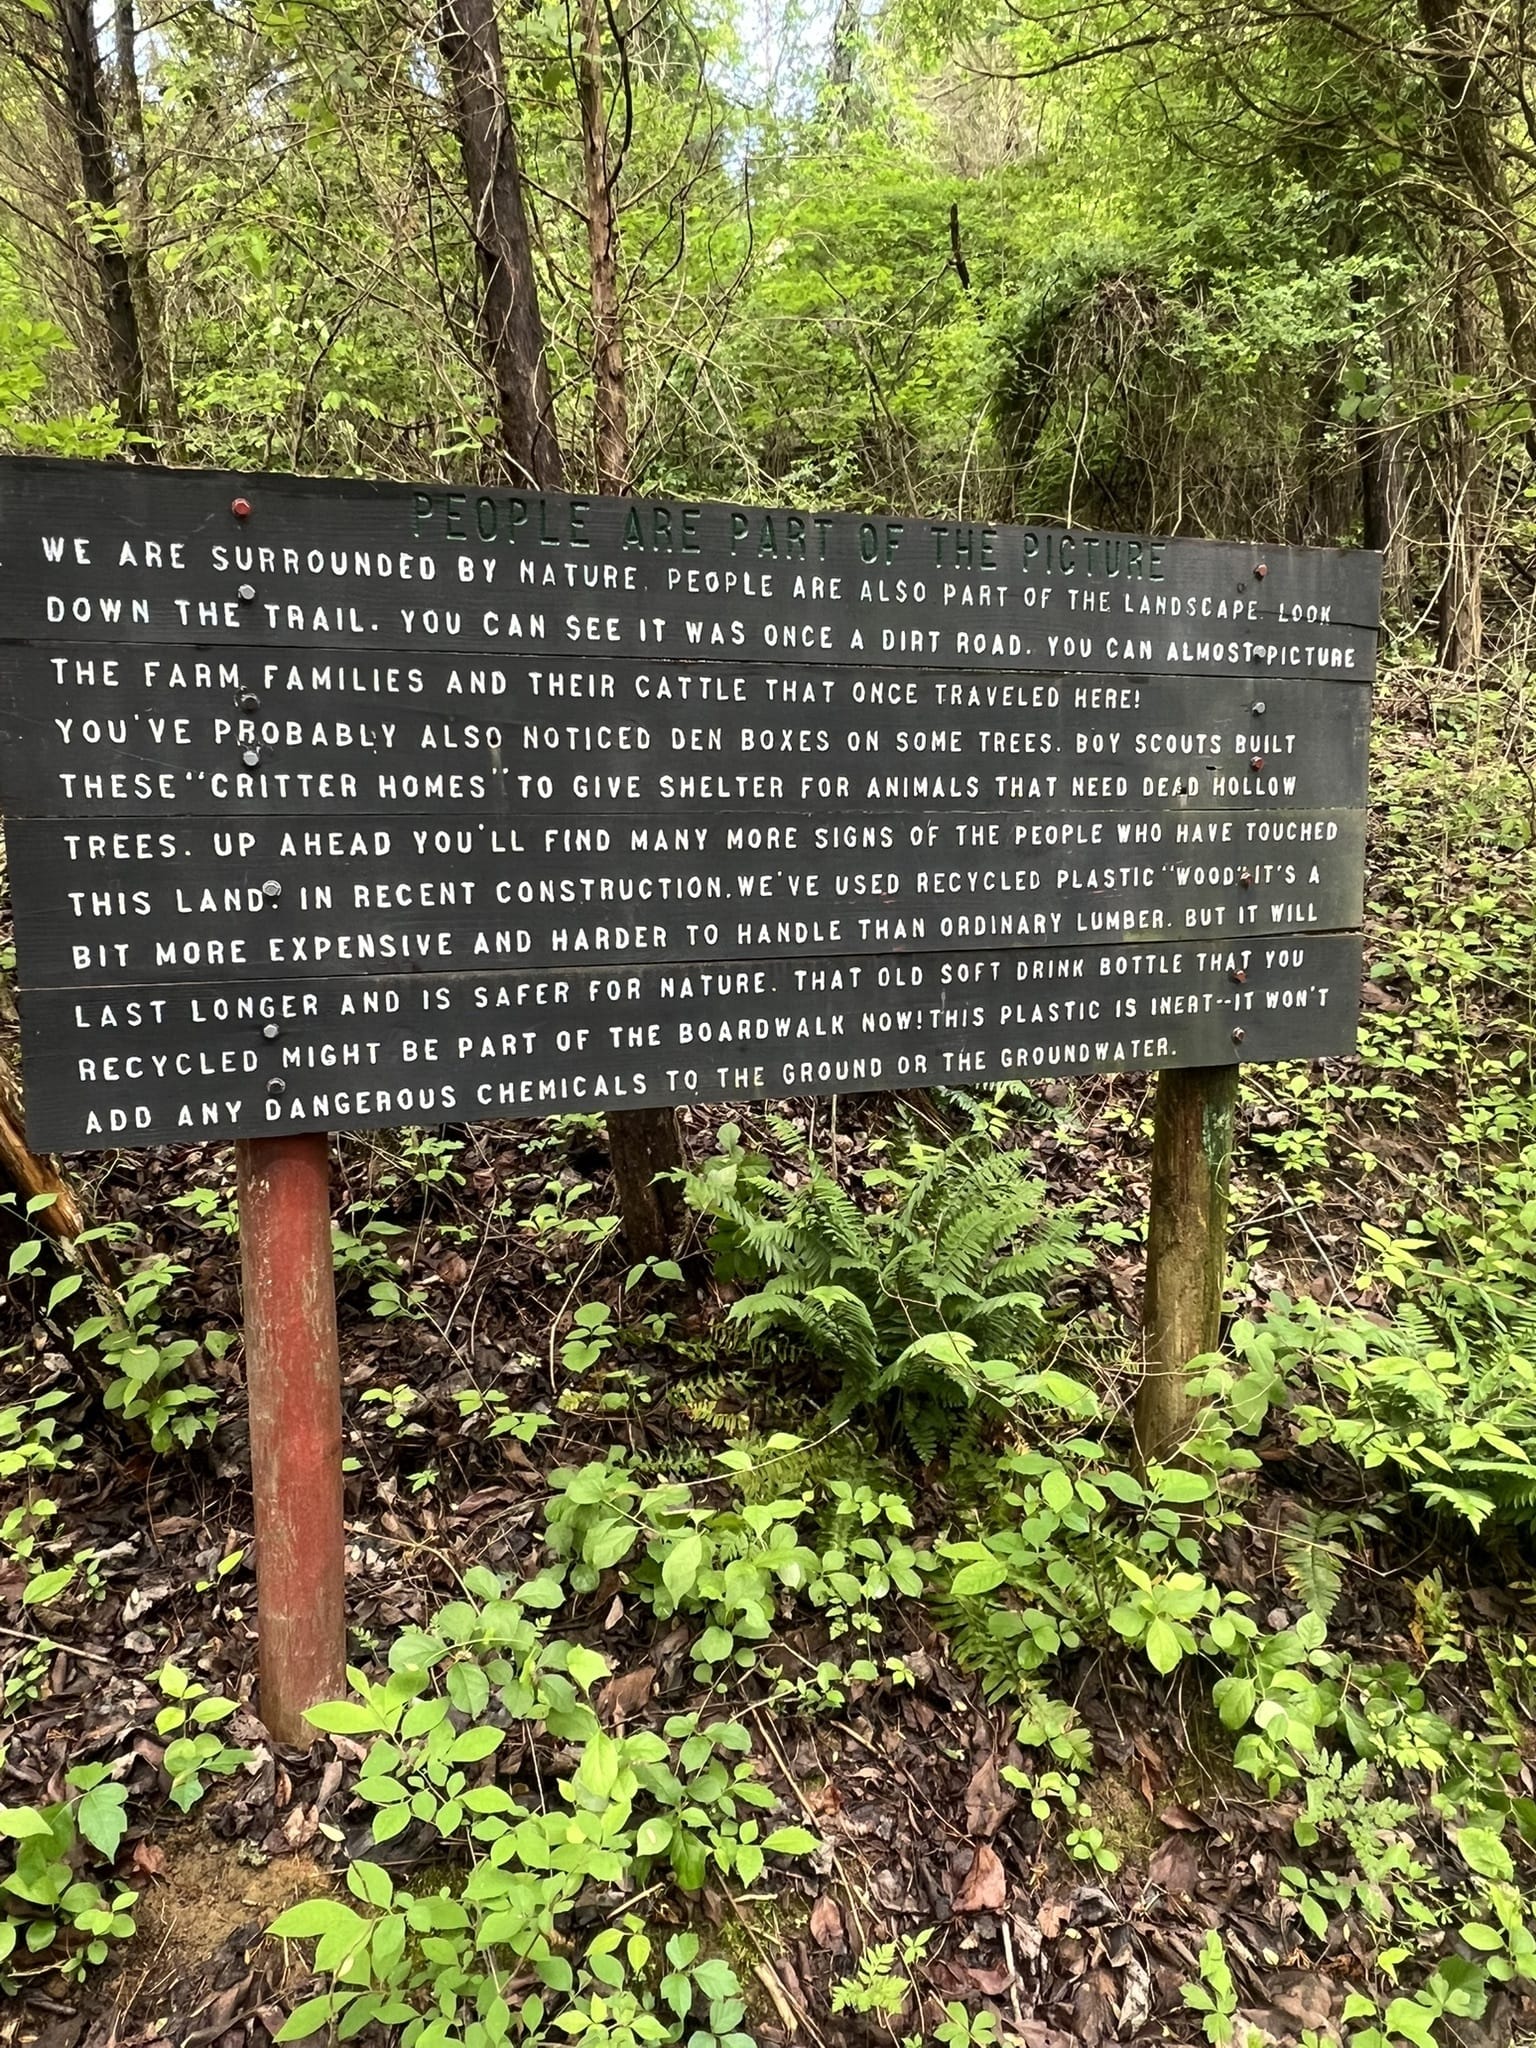 PEOPLE ARE PART OF THE PICTURE
WE ARE SURROUNDED BY NATURE. PEOPLE ARE ALSO PART OF THE LANDSCAPE. LOOK
DOWN THE TRAIL. YOU CAN SEE IT WAS ONCE A DIRT ROAD. YOU CAN ALMOST PICTURE
THE FARM FAMILIES AND THEIR CATTLE THAT ONCE TRAVELED HERE!
YOU'VE PROBABLY ALSO NOTICED DEN BOXES ON SOME TREES. BOY SCOUTS BUILT
THESE "CRITTER HOMES" TO GIVE SHELTER FOR ANIMALS THAT NEED DEAD HOLLOW
TREES. UP AHEAD YOU'LL FIND MANY MORE SIGNS OF THE PEOPLE WHO HAVE TOUCHED
THIS LAND. IN RECENT CONSTRUCTION, WE'VE USED RECYCLED PLASTIC "WOOD" IT'S A
BIT MORE EXPENSIVE AND HARDER TO HANDLE THAN ORDINARY LUMBER. BUT IT WILL
LAST LONGER AND IS SAFER FOR NATURE. THAT OLD SOFT DRINK BOTTLE THAT YOU
RECYCLED MIGHT BE PART OF THE BOARDWALK NOW! THIS PLASTIC IS INERT--IT WON'T
ADD ANY DANGEROUS CHEMICALS TO THE GROUND OR THE GROUNDWATER.